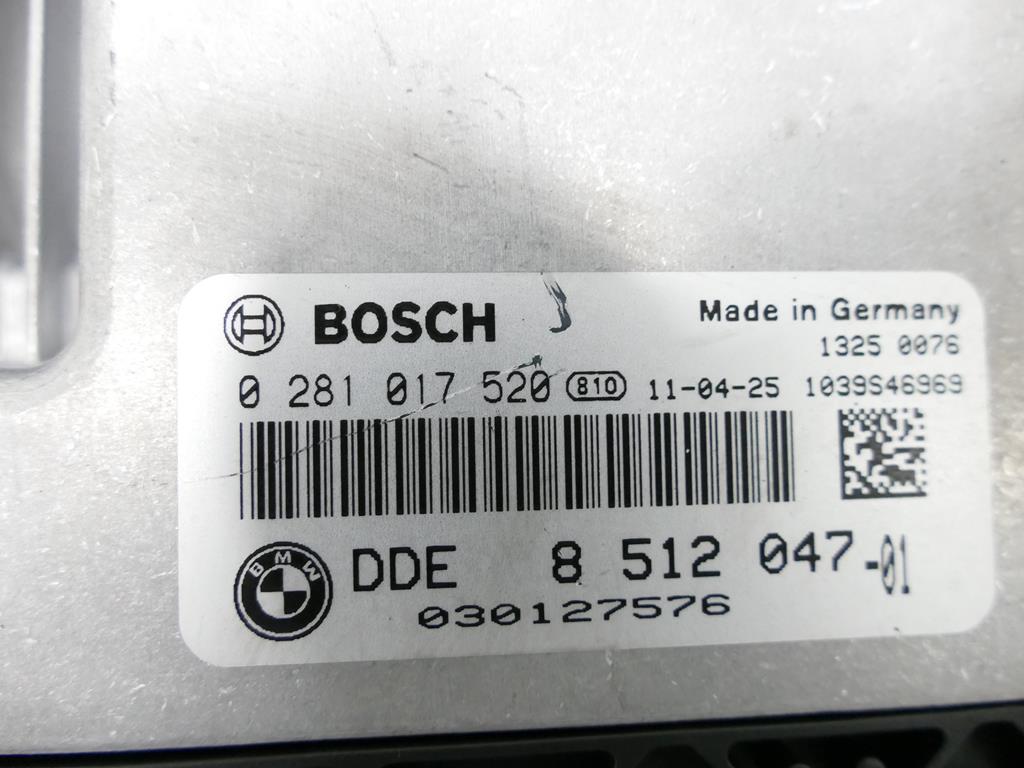 BOSCH
Made in Germany
1325 0076
0 281 017 520 810 11-04-25 1039S46969
BMW
DDE 8 512 047-01
030127576